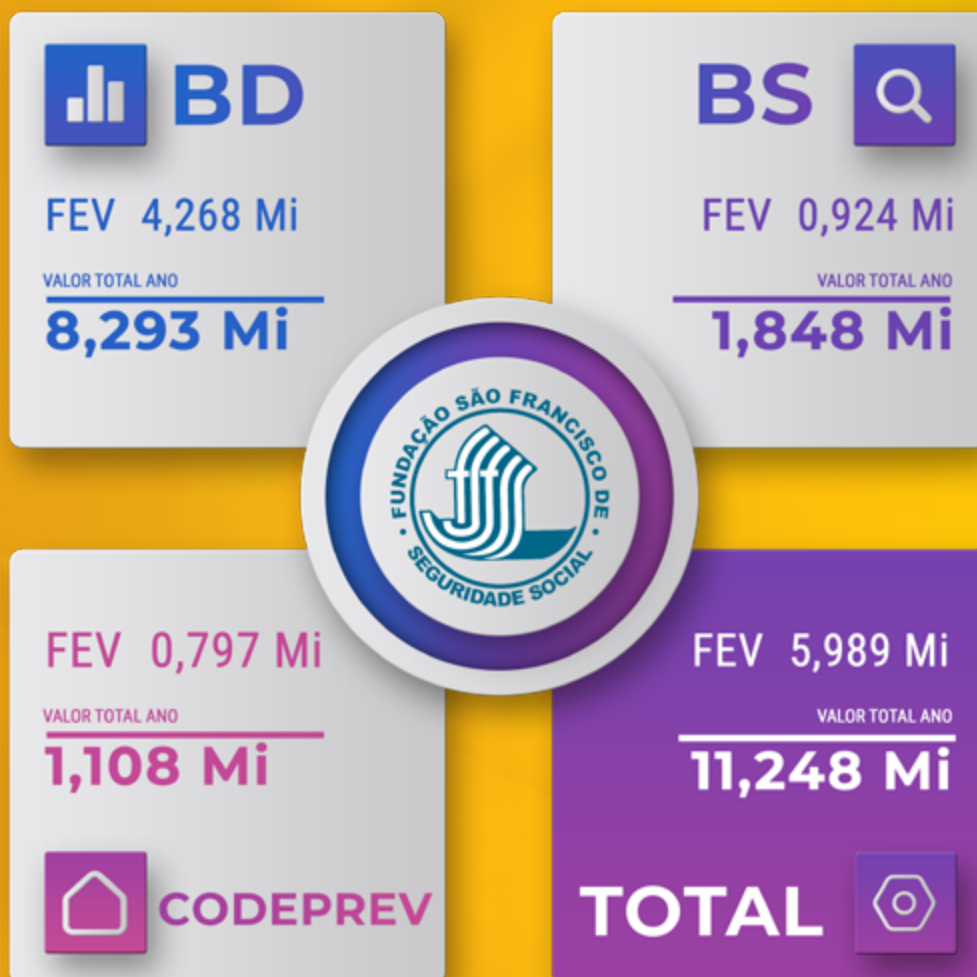 BD
FEV 4,268 Mi
VALOR TOTAL ANO
8,293 Mi
BS
FEV 0,924 Mi
VALOR TOTAL ANO
1,848 Mi
• FUNDAÇÃO SÃO FRANCISCO DE •
SEGURIDADE SOCIAL
FEV 0,797 Mi
VALOR TOTAL ANO
1,108 Mi
CODEPREV
FEV 5,989 Mi
VALOR TOTAL ANO
11,248 Mi
TOTAL